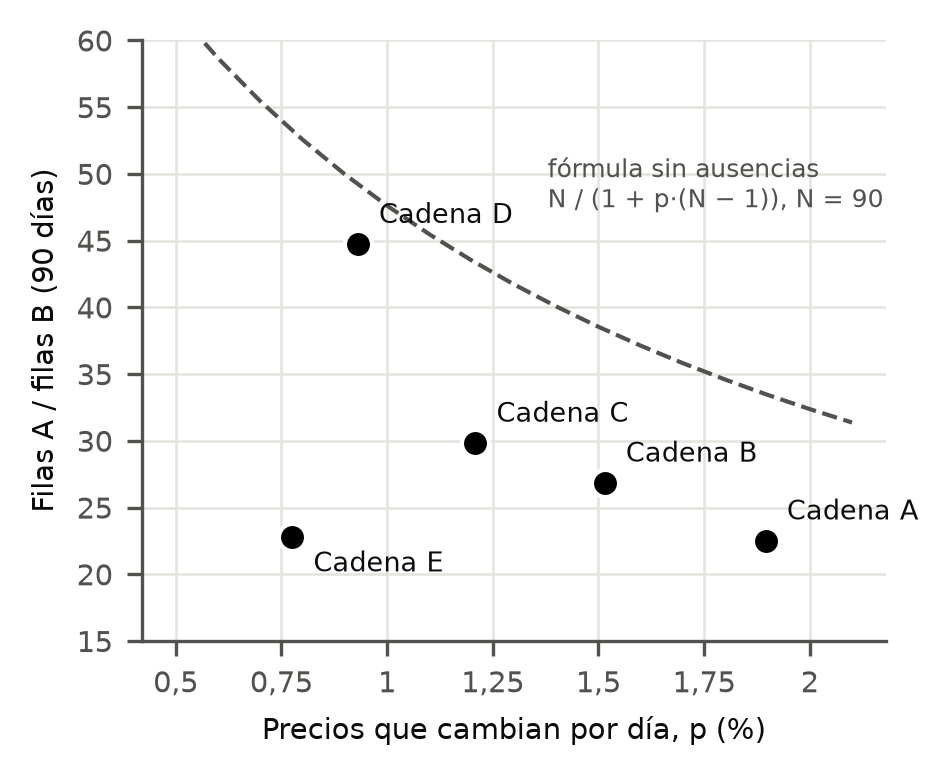 60
55
50
45
40
35
30
25
20
15
Filas A / filas B (90 días)
fórmula sin ausencias
N / (1 + p·(N − 1)), N = 90
Cadena D
Cadena C
Cadena B
Cadena A
Cadena E
0,5 0,75 1 1,25 1,5 1,75 2
Precios que cambian por día, p (%)